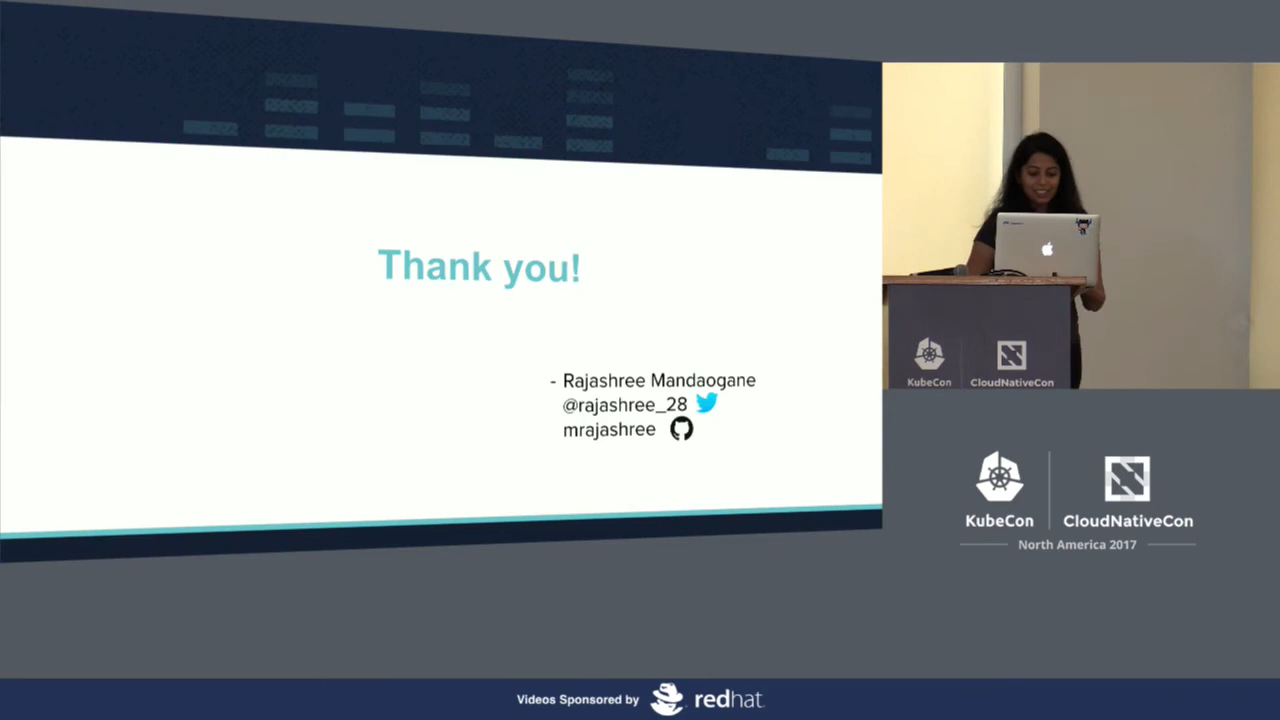 Thank you!
- Rajashree Mandaogane
@rajashree_28
mrajashree
KubeCon
CloudNativeCon
KubeCon
CloudNativeCon
North America 2017
Videos Sponsored by
redhat